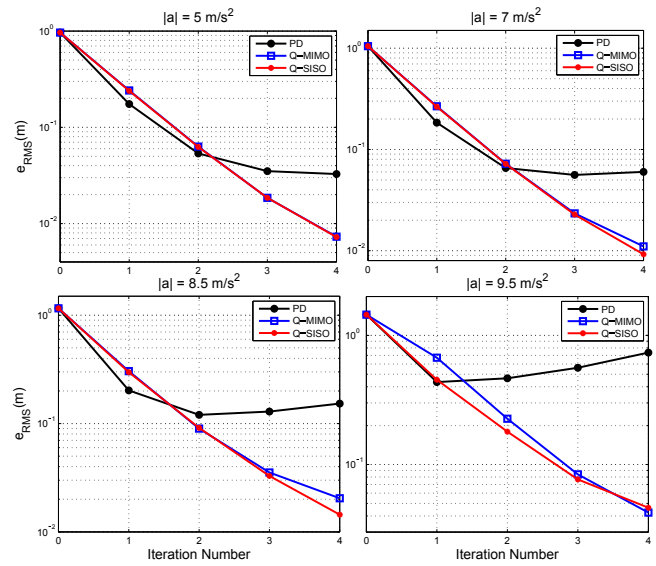 |a| = 5 m/s²
10⁰
10⁻¹
10⁻²
e_RMS(m)
PD
Q-MIMO
Q-SISO
0 1 2 3 4
|a| = 7 m/s²
10⁰
10⁻¹
10⁻²
PD
Q-MIMO
Q-SISO
0 1 2 3 4
|a| = 8.5 m/s²
10⁰
10⁻¹
10⁻²
e_RMS(m)
PD
Q-MIMO
Q-SISO
0 1 2 3 4
Iteration Number
|a| = 9.5 m/s²
10⁰
10⁻¹
PD
Q-MIMO
Q-SISO
0 1 2 3 4
Iteration Number